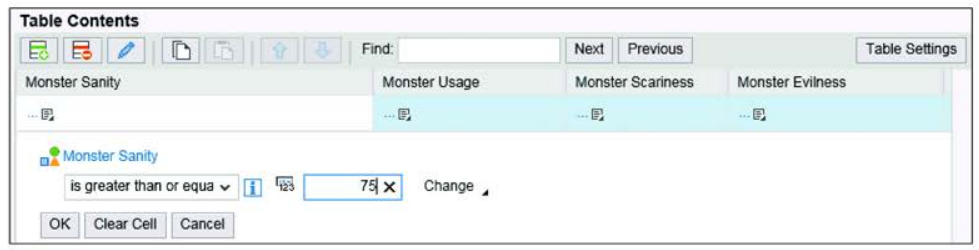 Table Contents
Find: Next Previous Table Settings
Monster Sanity Monster Usage Monster Scariness Monster Evilness
... ... ... ...
Monster Sanity
is greater than or equa i 123 75 Change
OK Clear Cell Cancel